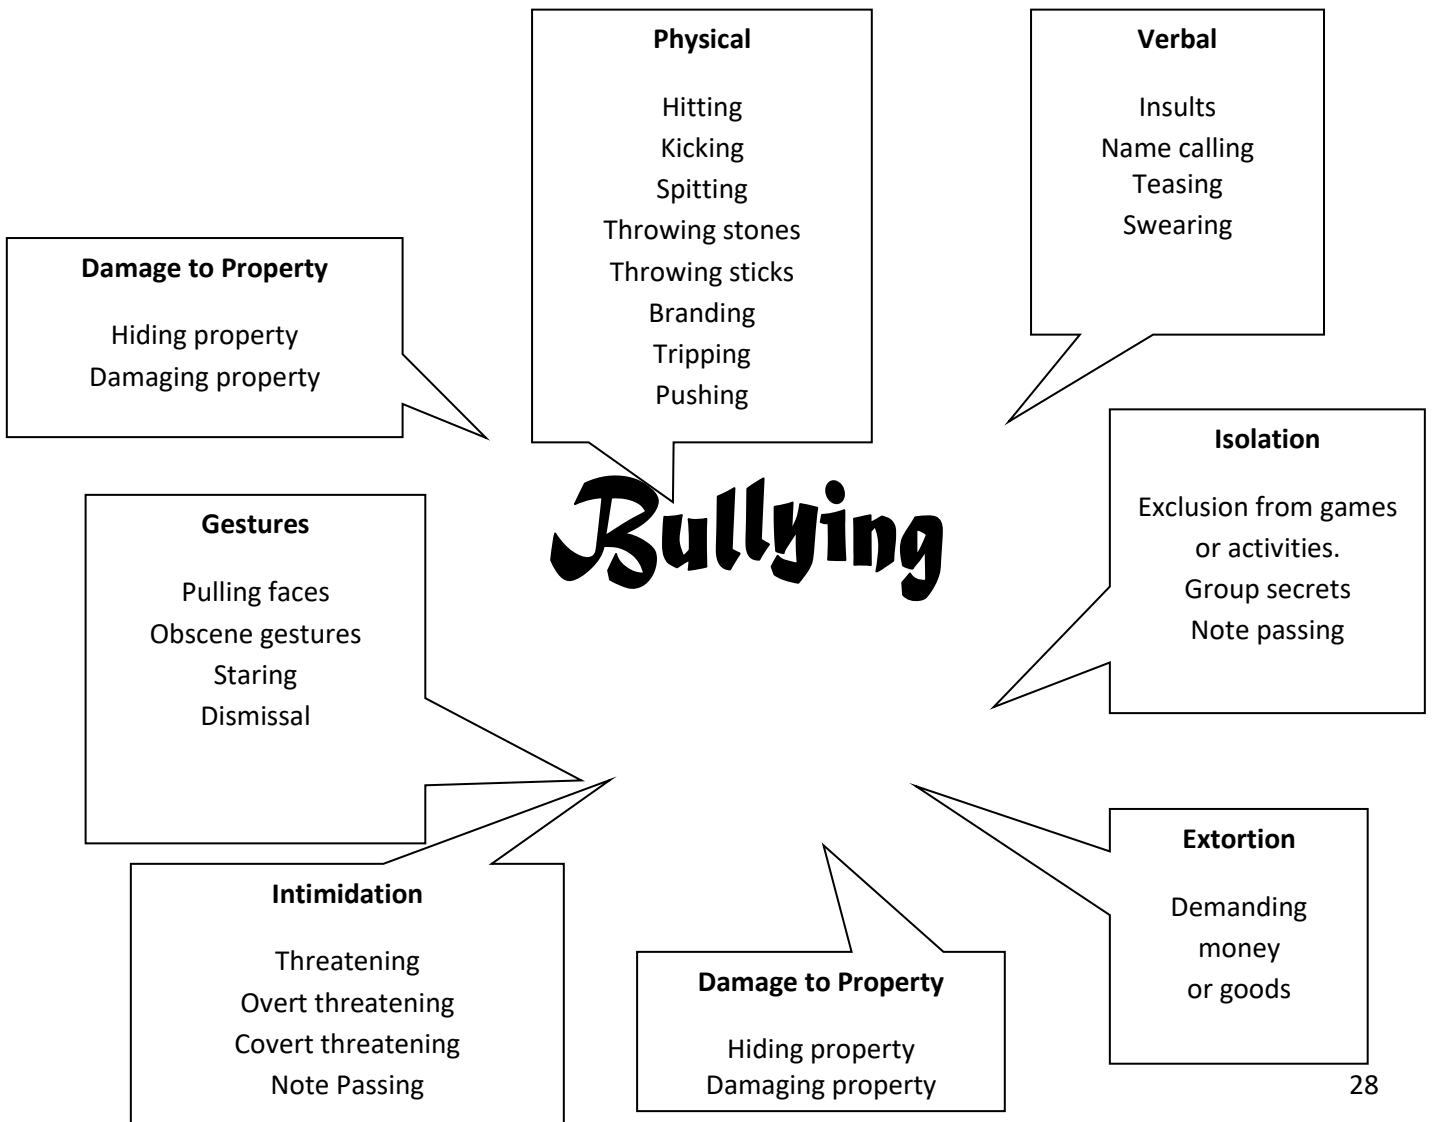 Physical
Hitting
Kicking
Spitting
Throwing stones
Throwing sticks
Branding
Tripping
Pushing
Verbal
Insults
Name calling
Teasing
Swearing
Damage to Property
Hiding property
Damaging property
Bullying
Isolation
Exclusion from games
or activities.
Group secrets
Note passing
Gestures
Pulling faces
Obscene gestures
Staring
Dismissal
Extortion
Demanding
money
or goods
Intimidation
Threatening
Overt threatening
Covert threatening
Note Passing
Damage to Property
Hiding property
Damaging property
28